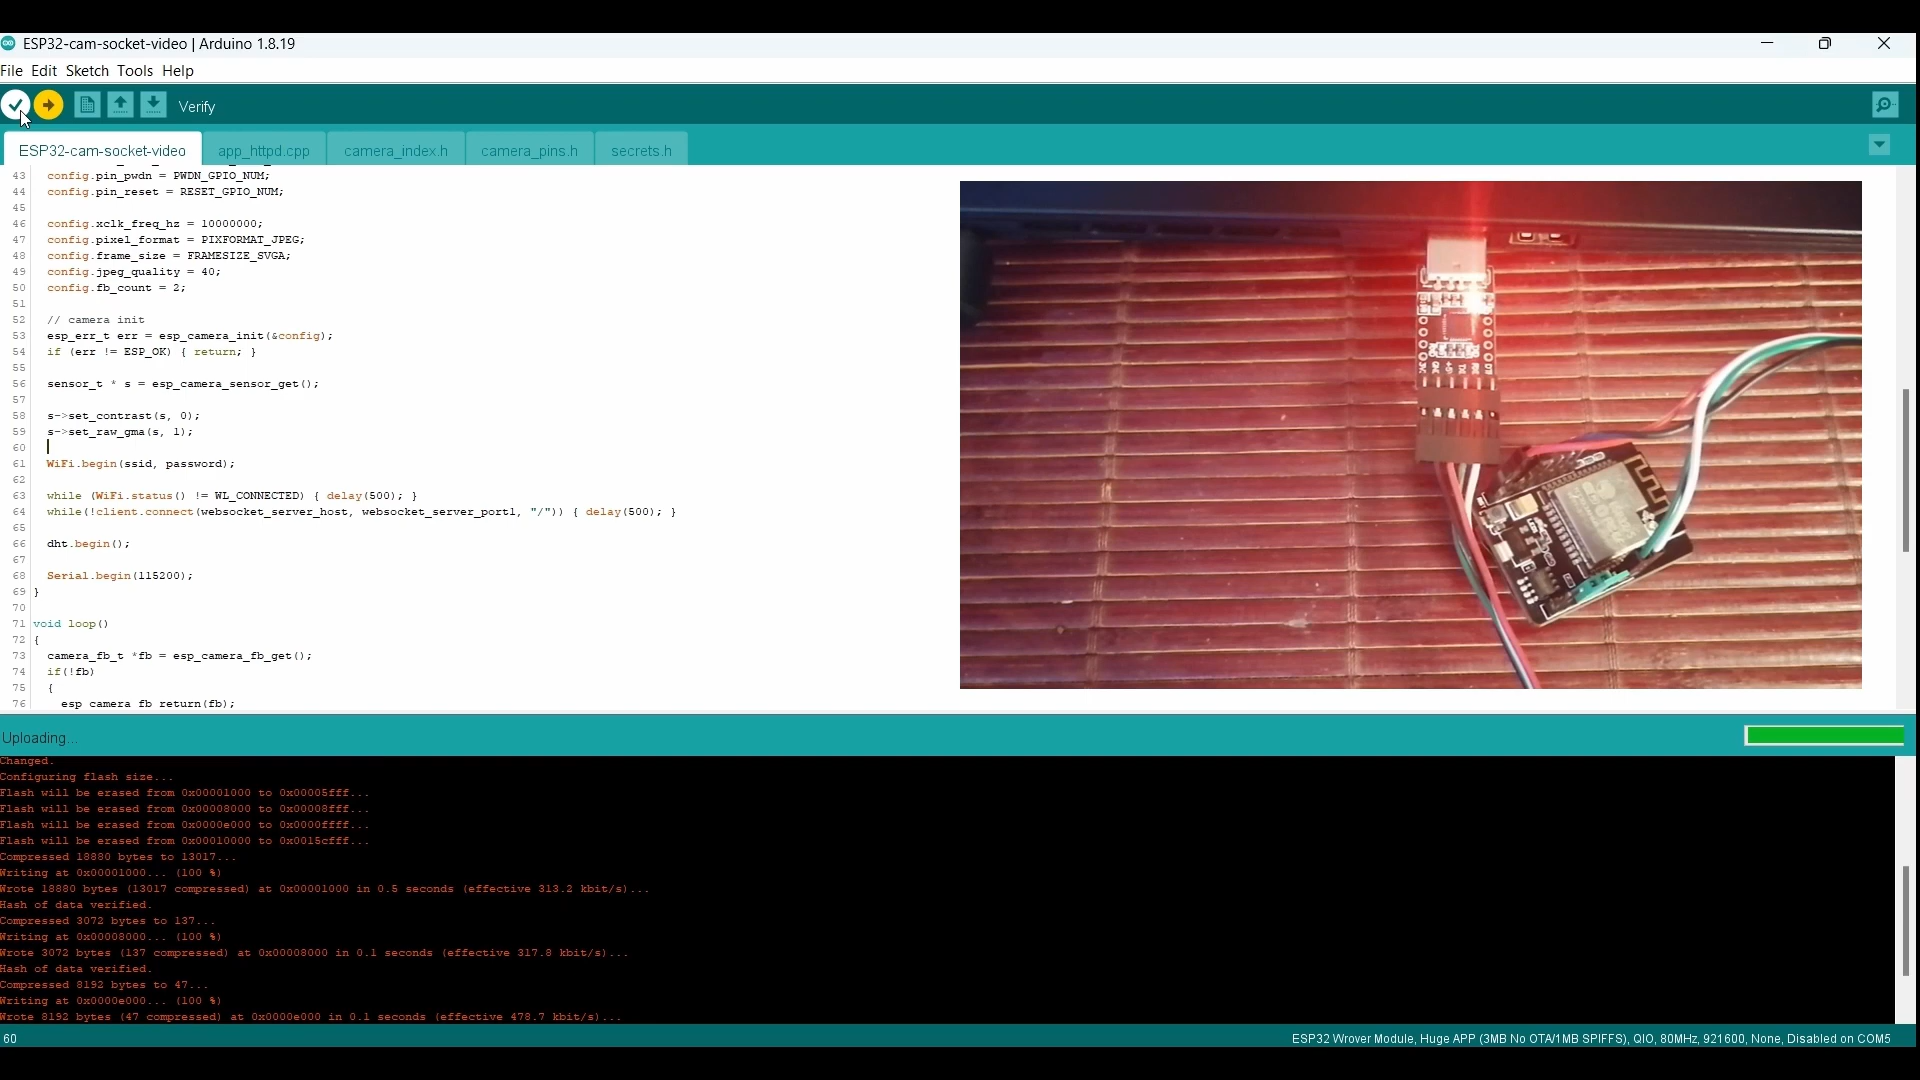 ESP32-cam-socket-video | Arduino 1.8.19
File Edit Sketch Tools Help
Verify
ESP32-cam-socket-video app_httpd.cpp camera_index.h camera_pins.h secrets.h
43 config.pin_pwdn = PWDN_GPIO_NUM;
44 config.pin_reset = RESET_GPIO_NUM;
45
46 config.xclk_freq_hz = 10000000;
47 config.pixel_format = PIXFORMAT_JPEG;
48 config.frame_size = FRAMESIZE_SVGA;
49 config.jpeg_quality = 40;
50 config.fb_count = 2;
51
52 // camera init
53 esp_err_t err = esp_camera_init(&config);
54 if (err != ESP_OK) { return; }
55
56 sensor_t * s = esp_camera_sensor_get();
57
58 s->set_contrast(s, 0);
59 s->set_raw_gma(s, 1);
60
61 WiFi.begin(ssid, password);
62
63 while (WiFi.status() != WL_CONNECTED) { delay(500); }
64 while(!client.connect(websocket_server_host, websocket_server_port1, "/")) { delay(500); }
65
66 dht.begin();
67
68 Serial.begin(115200);
69 }
70
71 void loop()
72 {
73 camera_fb_t *fb = esp_camera_fb_get();
74 if(!fb)
75 {
76 esp_camera_fb_return(fb);
Uploading...
Changed.
Configuring flash size...
Flash will be erased from 0x00001000 to 0x00005fff...
Flash will be erased from 0x00008000 to 0x00008fff...
Flash will be erased from 0x0000e000 to 0x0000ffff...
Flash will be erased from 0x00010000 to 0x0015cfff...
Compressed 18880 bytes to 13017...
Writing at 0x00001000... (100 %)
Wrote 18880 bytes (13017 compressed) at 0x00001000 in 0.5 seconds (effective 313.2 kbit/s)...
Hash of data verified.
Compressed 3072 bytes to 137...
Writing at 0x00008000... (100 %)
Wrote 3072 bytes (137 compressed) at 0x00008000 in 0.1 seconds (effective 317.8 kbit/s)...
Hash of data verified.
Compressed 8192 bytes to 47...
Writing at 0x0000e000... (100 %)
Wrote 8192 bytes (47 compressed) at 0x0000e000 in 0.1 seconds (effective 478.7 kbit/s)...
60 ESP32 Wrover Module, Huge APP (3MB No OTA/1MB SPIFFS), QIO, 80MHz, 921600, None, Disabled on COM5